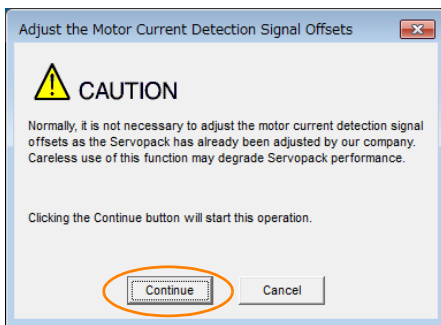 Adjust the Motor Current Detection Signal Offsets
CAUTION
Normally, it is not necessary to adjust the motor current detection signal
offsets as the Servopack has already been adjusted by our company.
Careless use of this function may degrade Servopack performance.
Clicking the Continue button will start this operation.
Continue Cancel